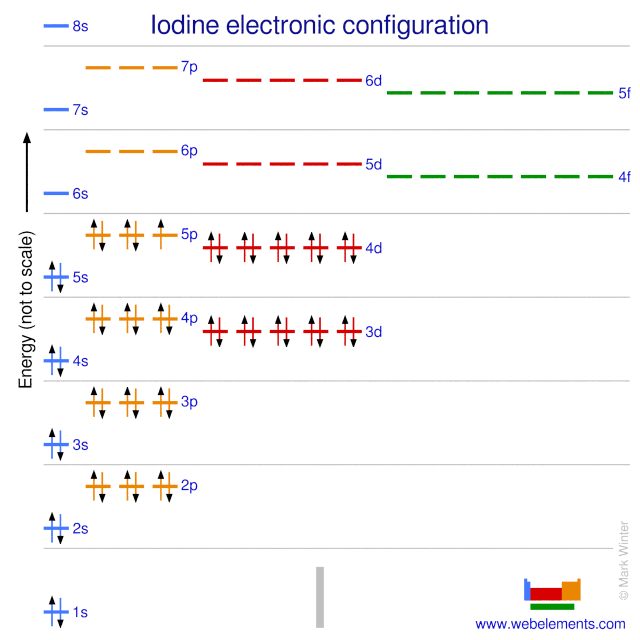 Iodine electronic configuration
8s
7p
6d
5f
7s
6p
5d
4f
6s
5p
4d
5s
4p
3d
4s
3p
3s
2p
2s
1s
Energy (not to scale)
© Mark Winter
www.webelements.com